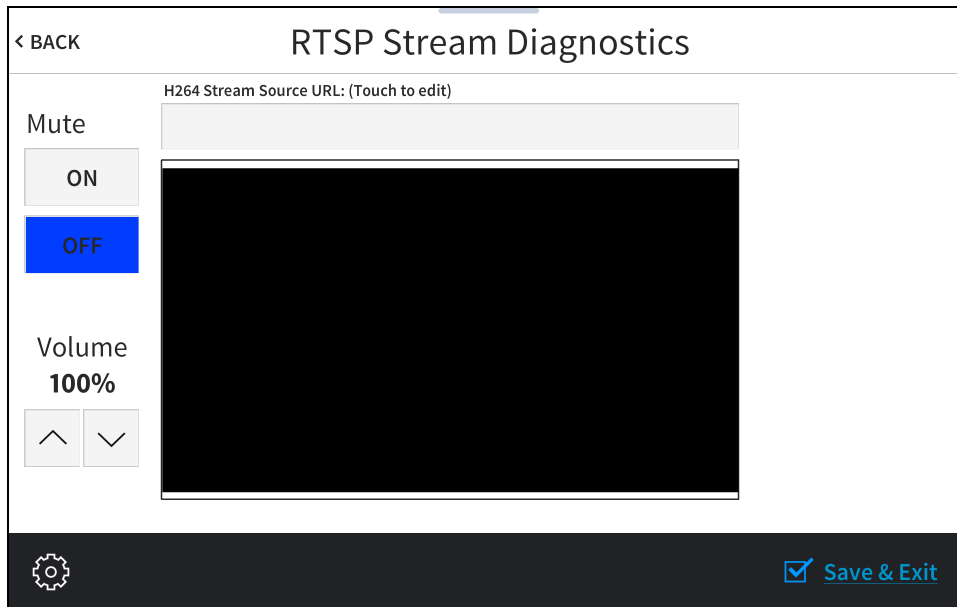 < BACK
RTSP Stream Diagnostics
H264 Stream Source URL: (Touch to edit)
Mute
ON
OFF
Volume
100%
Save & Exit